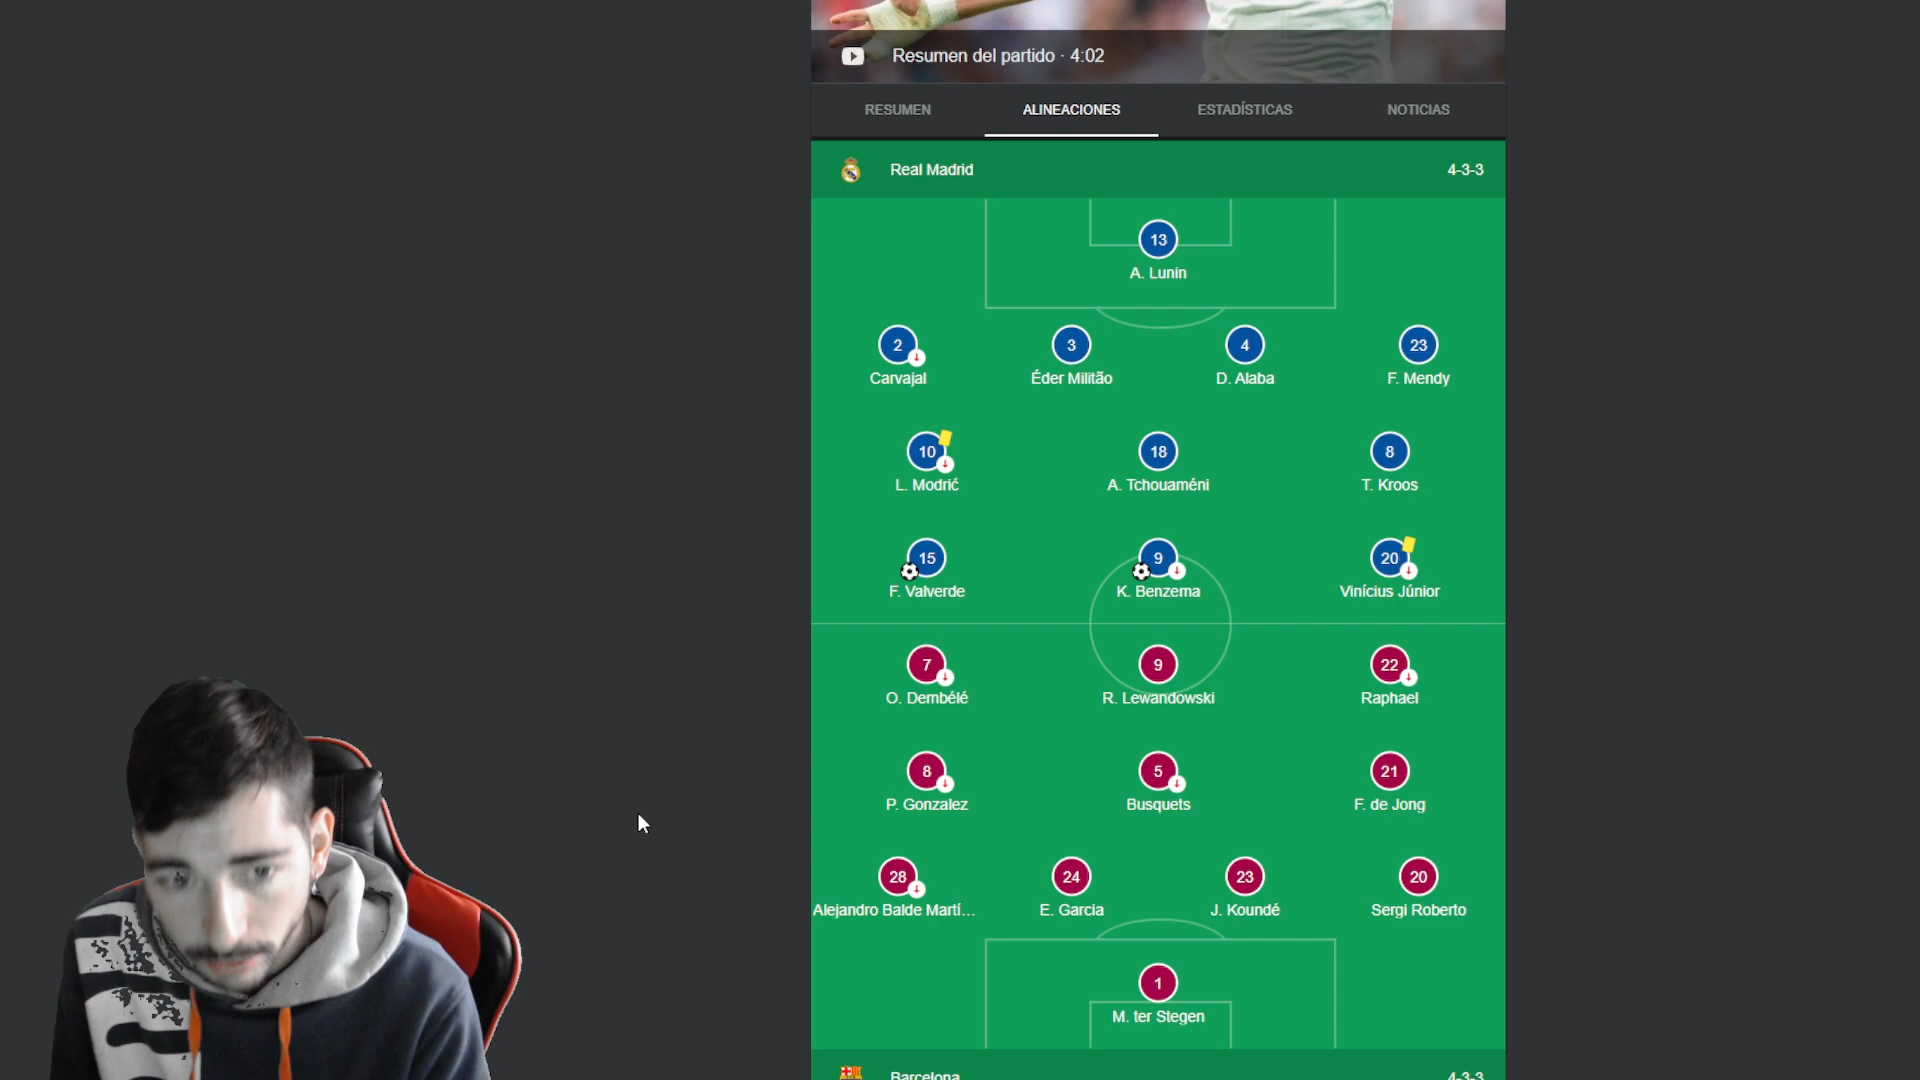 Resumen del partido · 4:02
RESUMEN ALINEACIONES ESTADÍSTICAS NOTICIAS
Real Madrid 4-3-3
13
A. Lunin
2 3 4 23
Carvajal Éder Militão D. Alaba F. Mendy
10 18 8
L. Modrić A. Tchouaméni T. Kroos
15 9 20
F. Valverde K. Benzema Vinícius Júnior
7 9 22
O. Dembélé R. Lewandowski Raphael
8 5 21
P. Gonzalez Busquets F. de Jong
28 24 23 20
Alejandro Balde Martí... E. Garcia J. Koundé Sergi Roberto
1
M. ter Stegen
Barcelona 4-3-3